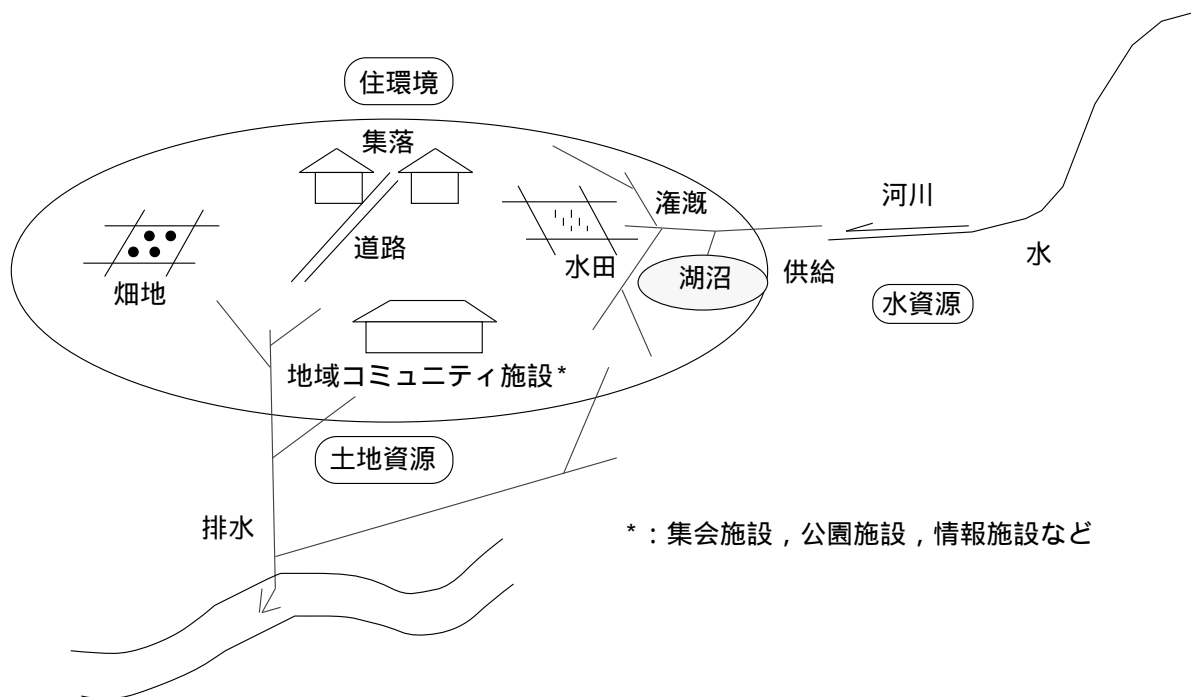 住環境
集落
灌漑
河川
道路
水田
水
畑地
湖沼
供給
水資源
地域コミュニティ施設*
土地資源
排水
*：集会施設，公園施設，情報施設など